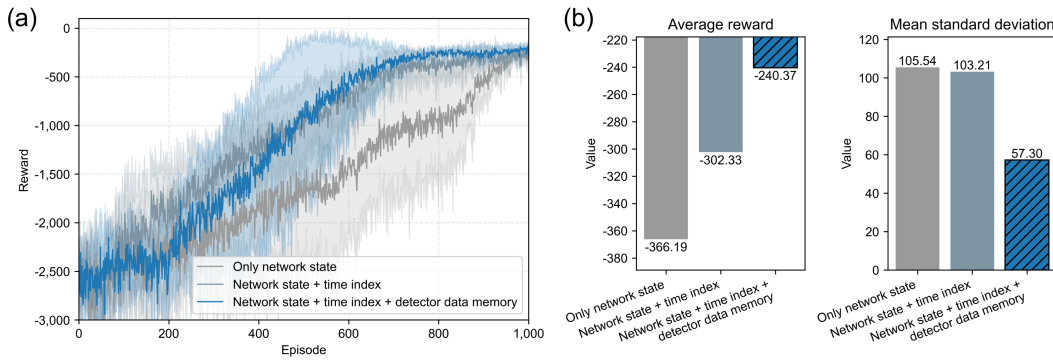 (a)
0
-500
-1,000
-1,500
-2,000
-2,500
-3,000
Reward
0
200
400
600
800
1,000
Episode
Only network state
Network state + time index
Network state + time index + detector data memory
(b)
Average reward
-220
-240
-260
-280
-300
-320
-340
-360
-380
Value
-366.19
-302.33
-240.37
Only network state
Network state + time index
Network state + time index +
detector data memory
Mean standard deviation
120
100
80
60
40
20
0
Value
105.54
103.21
57.30
Only network state
Network state + time index
Network state + time index +
detector data memory